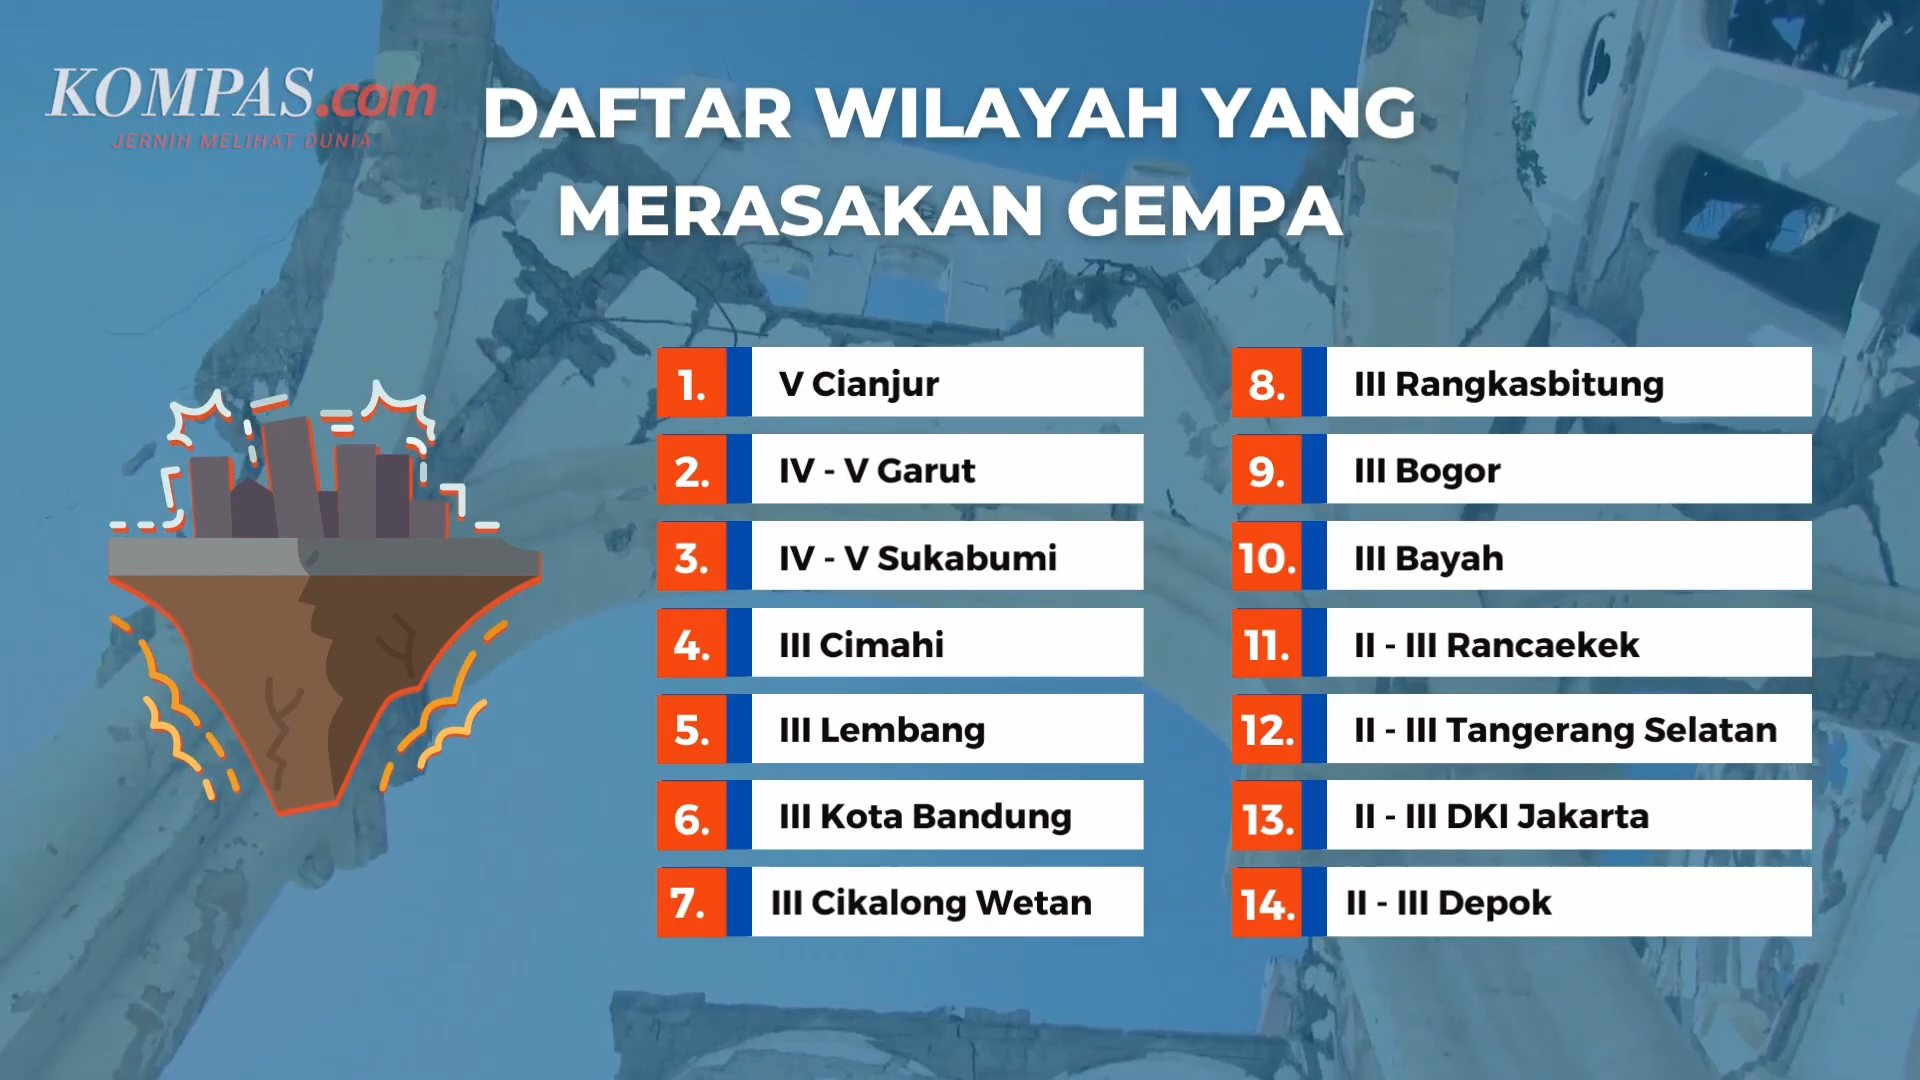 KOMPAS.com
JERNIH MELIHAT DUNIA
DAFTAR WILAYAH YANG
MERASAKAN GEMPA
1. V Cianjur
2. IV - V Garut
3. IV - V Sukabumi
4. III Cimahi
5. III Lembang
6. III Kota Bandung
7. III Cikalong Wetan
8. III Rangkasbitung
9. III Bogor
10. III Bayah
11. II - III Rancaekek
12. II - III Tangerang Selatan
13. II - III DKI Jakarta
14. II - III Depok